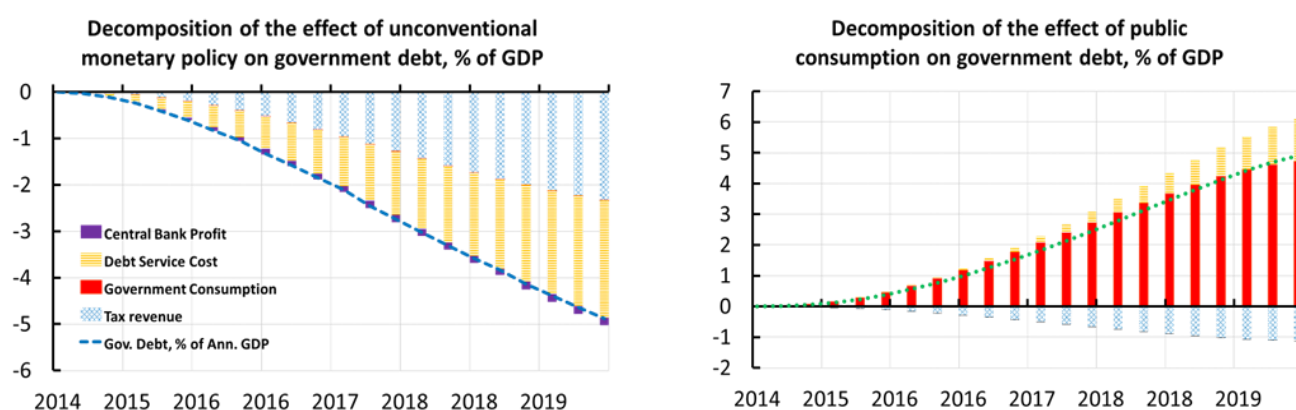 Decomposition of the effect of unconventional
monetary policy on government debt, % of GDP
0
-1
-2
-3
-4
-5
-6
Central Bank Profit
Debt Service Cost
Government Consumption
Tax revenue
Gov. Debt, % of Ann. GDP
2014 2015 2016 2016 2017 2018 2018 2019
Decomposition of the effect of public
consumption on government debt, % of GDP
7
6
5
4
3
2
1
0
-1
-2
2014 2015 2016 2016 2017 2018 2018 2019